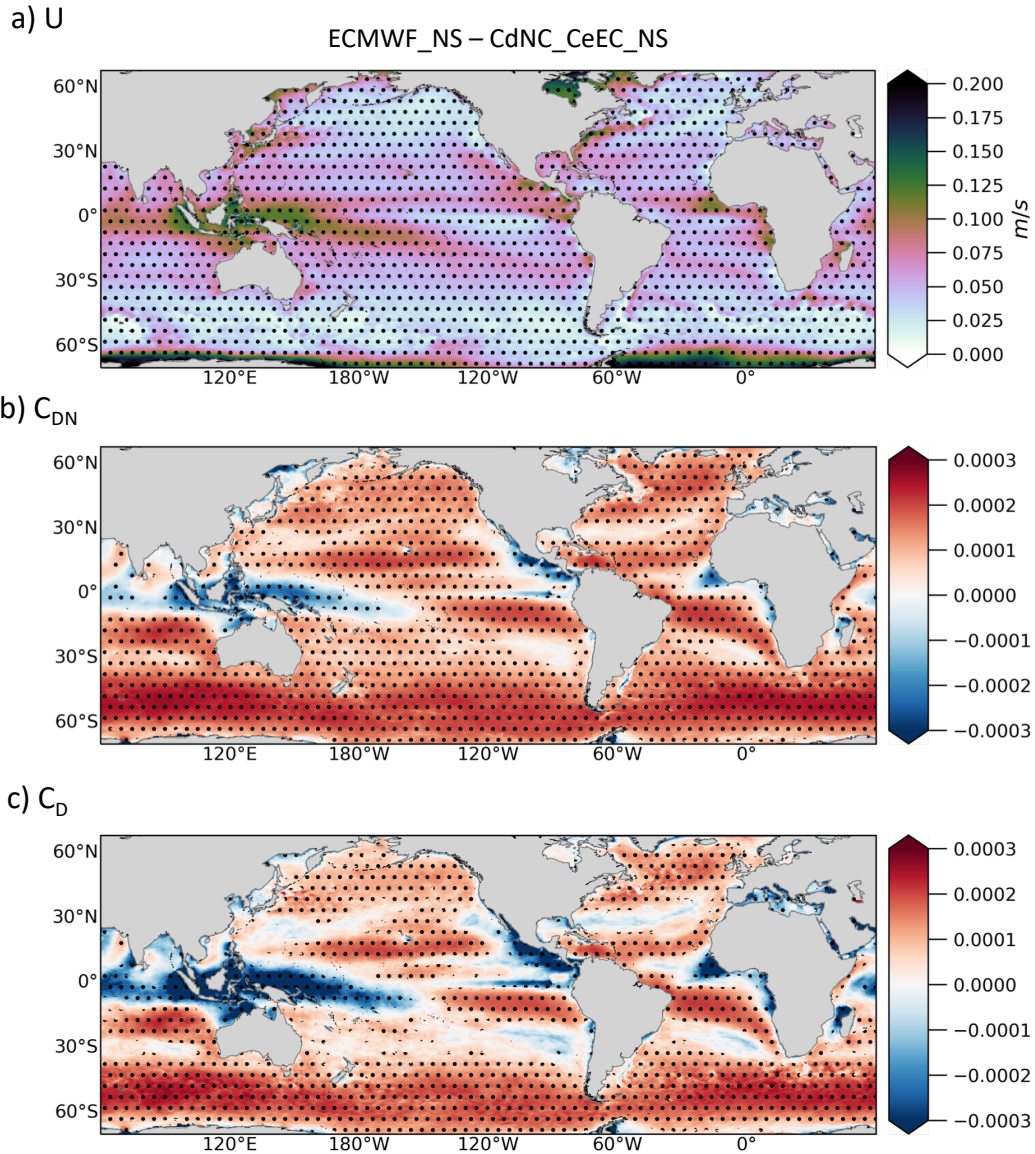 a) U
ECMWF_NS – CdNC_CeEC_NS
60°N
30°N
0°
30°S
60°S
120°E 180°W 120°W 60°W 0°
0.200
0.175
0.150
0.125
0.100
0.075
0.050
0.025
0.000
m/s
b) C_DN
60°N
30°N
0°
30°S
60°S
120°E 180°W 120°W 60°W 0°
0.0003
0.0002
0.0001
0.0000
−0.0001
−0.0002
−0.0003
c) C_D
60°N
30°N
0°
30°S
60°S
120°E 180°W 120°W 60°W 0°
0.0003
0.0002
0.0001
0.0000
−0.0001
−0.0002
−0.0003